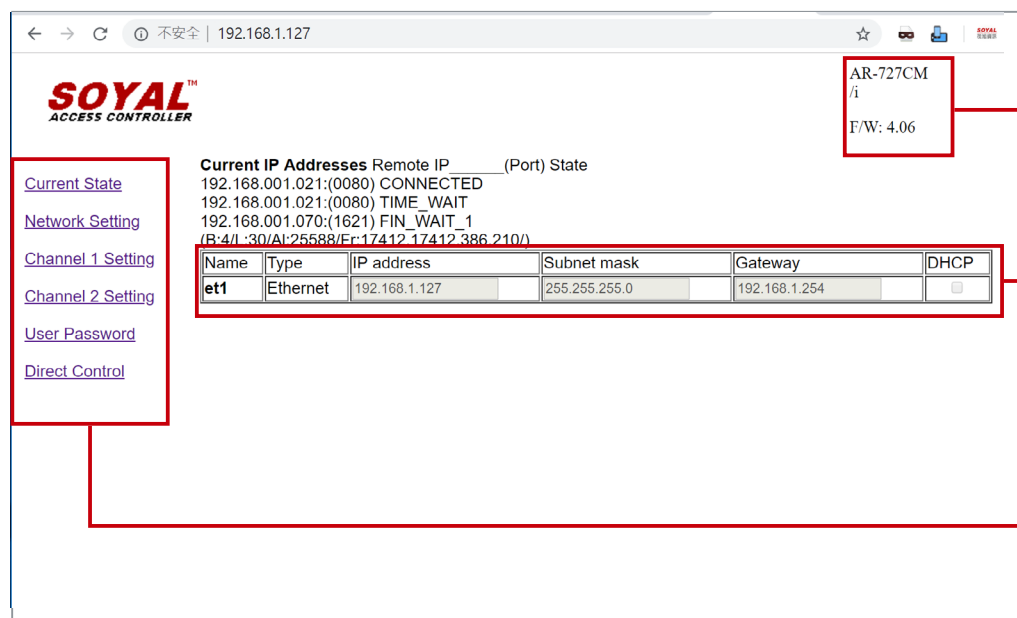 不安全 | 192.168.1.127
SOYAL
SOYAL™
ACCESS CONTROLLER
AR-727CM
/i
F/W: 4.06
Current State
Network Setting
Channel 1 Setting
Channel 2 Setting
User Password
Direct Control
Current IP Addresses Remote IP______(Port) State
192.168.001.021:(0080) CONNECTED
192.168.001.021:(0080) TIME_WAIT
192.168.001.070:(1621) FIN_WAIT_1
(B:4/L:30/Al:25588/Fr:17412.17412.386.210/)
Name Type IP address Subnet mask Gateway DHCP
et1 Ethernet 192.168.1.127 255.255.255.0 192.168.1.254